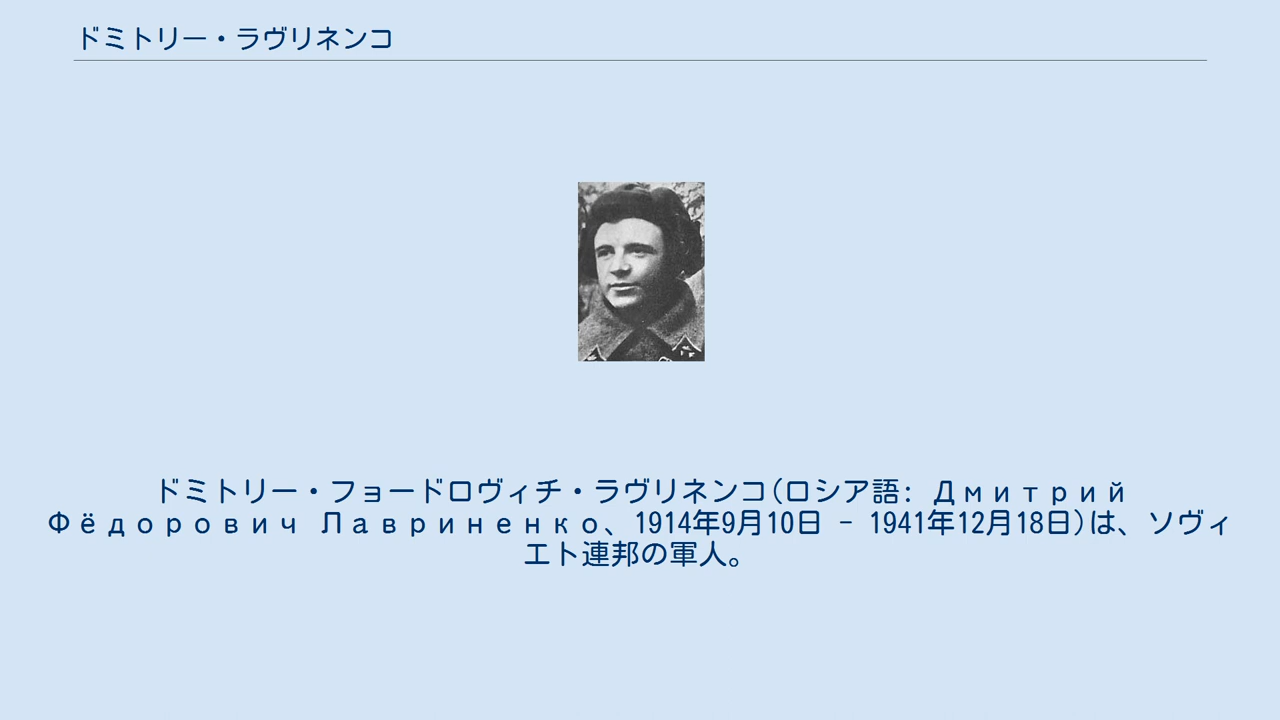 ドミトリー・ラヴリネンコ
ドミトリー・フョードロヴィチ・ラヴリネンコ(ロシア語: Дмитрий
Фёдорович Лавриненко、1914年9月10日 - 1941年12月18日)は、ソヴィ
エト連邦の軍人。